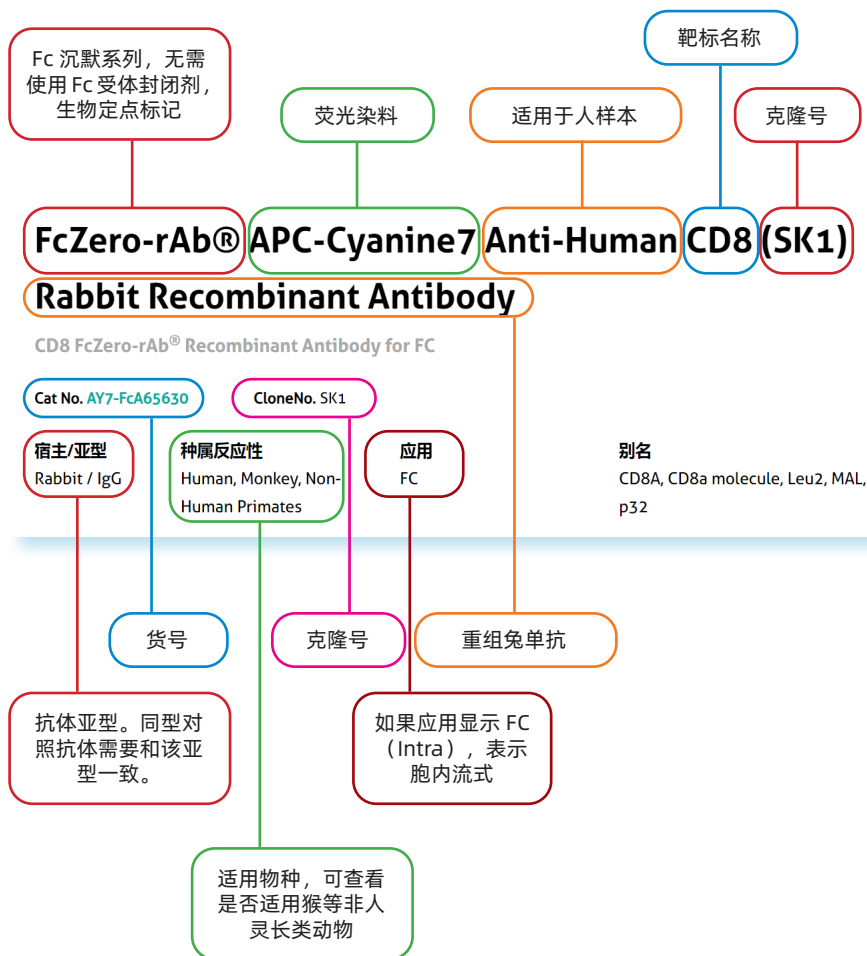 Fc 沉默系列，无需
使用 Fc 受体封闭剂，
生物定点标记
荧光染料
适用于人样本
靶标名称
克隆号
FcZero-rAb® APC-Cyanine7 Anti-Human CD8 (SK1)
Rabbit Recombinant Antibody
CD8 FcZero-rAb® Recombinant Antibody for FC
Cat No. AY7-FcA65630
CloneNo. SK1
宿主/亚型
Rabbit / IgG
种属反应性
Human, Monkey, Non-
Human Primates
应用
FC
别名
CD8A, CD8a molecule, Leu2, MAL,
p32
货号
克隆号
重组兔单抗
抗体亚型。同型对
照抗体需要和该亚
型一致。
如果应用显示 FC
（Intra），表示
胞内流式
适用物种，可查看
是否适用猴等非人
灵长类动物